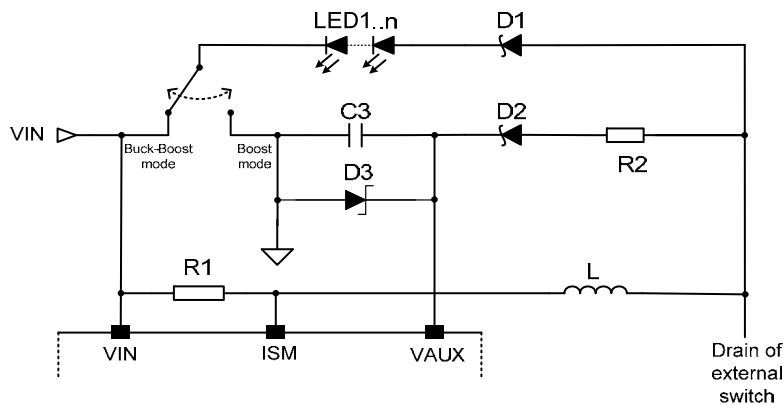 LED1..n
D1
VIN
Buck-Boost
mode
Boost
mode
C3
D2
R2
D3
R1
L
VIN
ISM
VAUX
Drain of
external
switch